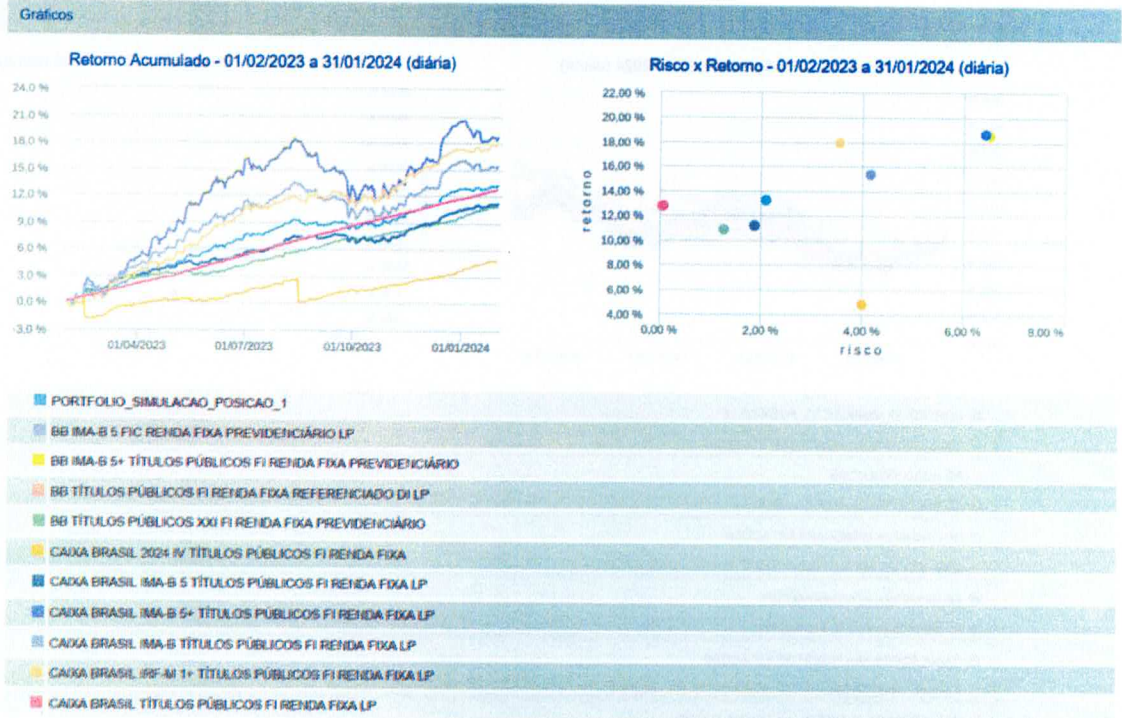 Gráficos
Retorno Acumulado - 01/02/2023 a 31/01/2024 (diária)
24,0 %
21,0 %
18,0 %
15,0 %
12,0 %
9,0 %
6,0 %
3,0 %
0,0 %
-3,0 %
01/04/2023 01/07/2023 01/10/2023 01/01/2024
Risco x Retorno - 01/02/2023 a 31/01/2024 (diária)
retorno
22,00 %
20,00 %
18,00 %
16,00 %
14,00 %
12,00 %
10,00 %
8,00 %
6,00 %
4,00 %
0,00 % 2,00 % 4,00 % 6,00 % 8,00 %
risco
PORTFOLIO_SIMULACAO_POSICAO_1
BB IMA-B 5 FIC RENDA FIXA PREVIDENCIÁRIO LP
BB IMA-B 5+ TÍTULOS PÚBLICOS FI RENDA FIXA PREVIDENCIÁRIO
BB TÍTULOS PÚBLICOS FI RENDA FIXA REFERENCIADO DI LP
BB TÍTULOS PÚBLICOS XXI FI RENDA FIXA PREVIDENCIÁRIO
CAIXA BRASIL 2024 IV TÍTULOS PÚBLICOS FI RENDA FIXA
CAIXA BRASIL IMA-B 5 TÍTULOS PÚBLICOS FI RENDA FIXA LP
CAIXA BRASIL IMA-B 5+ TÍTULOS PÚBLICOS FI RENDA FIXA LP
CAIXA BRASIL IMA-B TÍTULOS PÚBLICOS FI RENDA FIXA LP
CAIXA BRASIL IRF-M 1+ TÍTULOS PÚBLICOS FI RENDA FIXA LP
CAIXA BRASIL TÍTULOS PÚBLICOS FI RENDA FIXA LP